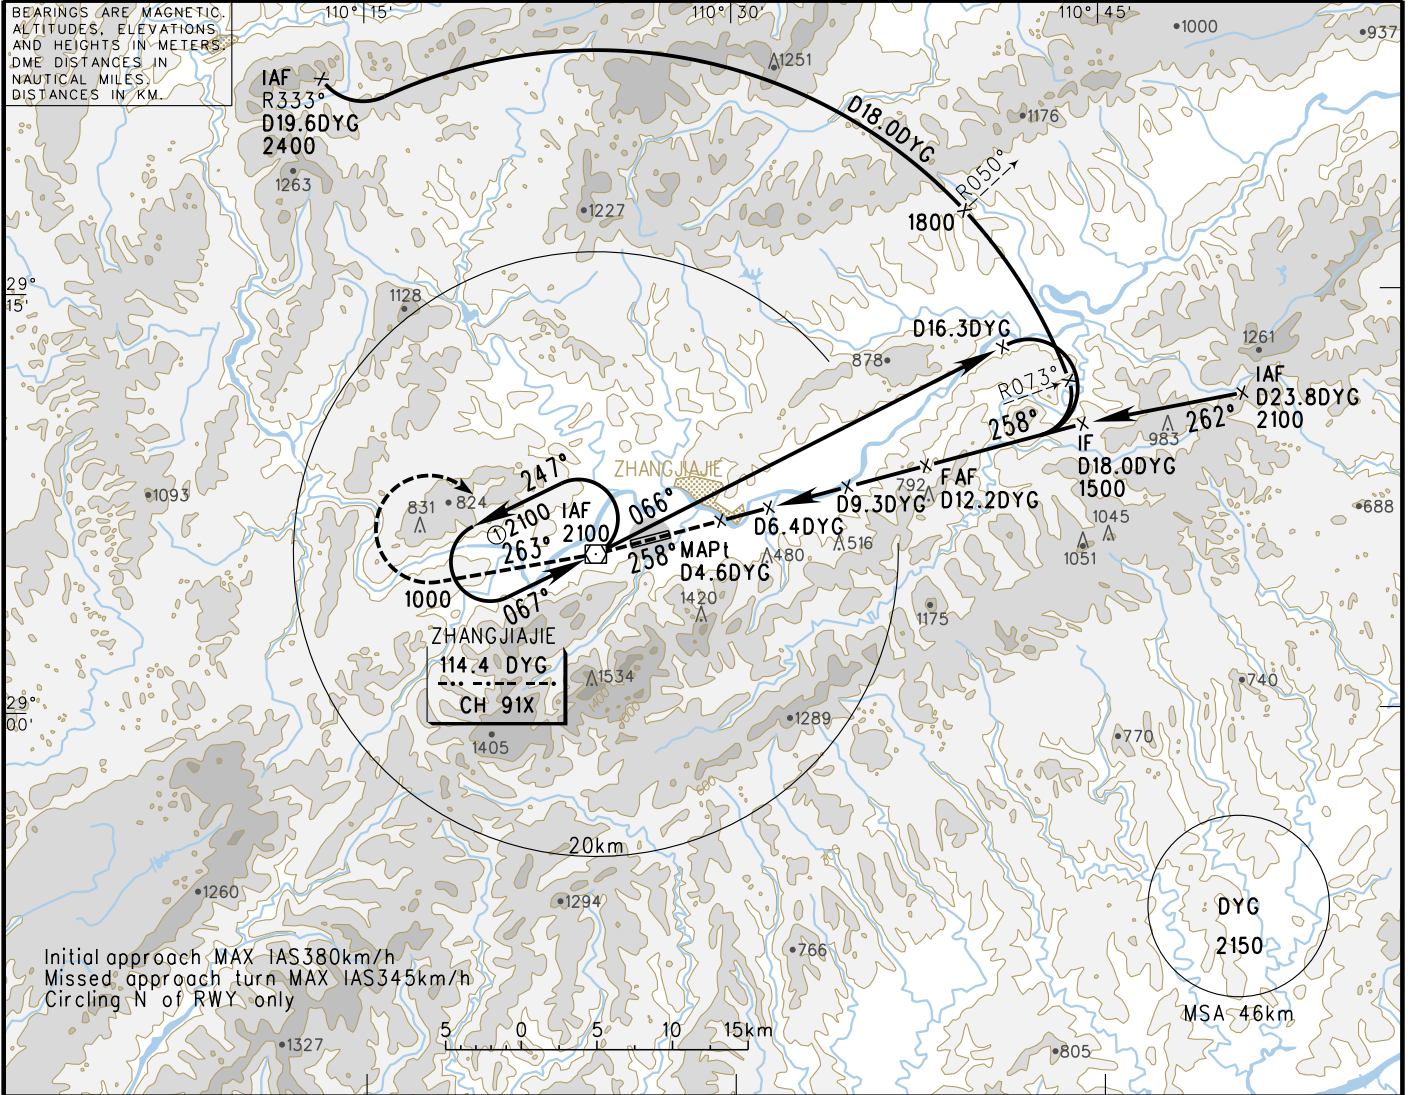 BEARINGS ARE MAGNETIC.
ALTITUDES, ELEVATIONS
AND HEIGHTS IN METERS.
DME DISTANCES IN
NAUTICAL MILES.
DISTANCES IN KM.
110° 15'
110° 30'
110° 45'
1000
937
IAF
R333°
D19.6DYG
2400
1251
D18.0DYG
1176
1263
R050°
1227
1800
29°
15'
1128
D16.3DYG
878
1261
R073°
IAF
D23.8DYG
2100
258°
262°
983
IF
D18.0DYG
1500
ZHANGJIAJIE
247°
066°
792
FAF
D12.2DYG
D9.3DYG
D6.4DYG
1093
831
824
①2100
263°
IAF
2100
258°
MAPt
D4.6DYG
480
516
1045
1051
688
1000
067°
1420
1175
ZHANGJIAJIE
114.4 DYG
CH 91X
1534
1400
1000
740
29°
00'
1405
1289
770
800
20km
1260
1294
DYG
2150
766
Initial approach MAX IAS380km/h
Missed approach turn MAX IAS345km/h
Circling N of RWY only
MSA 46km
5 0 5 10 15km
1327
805